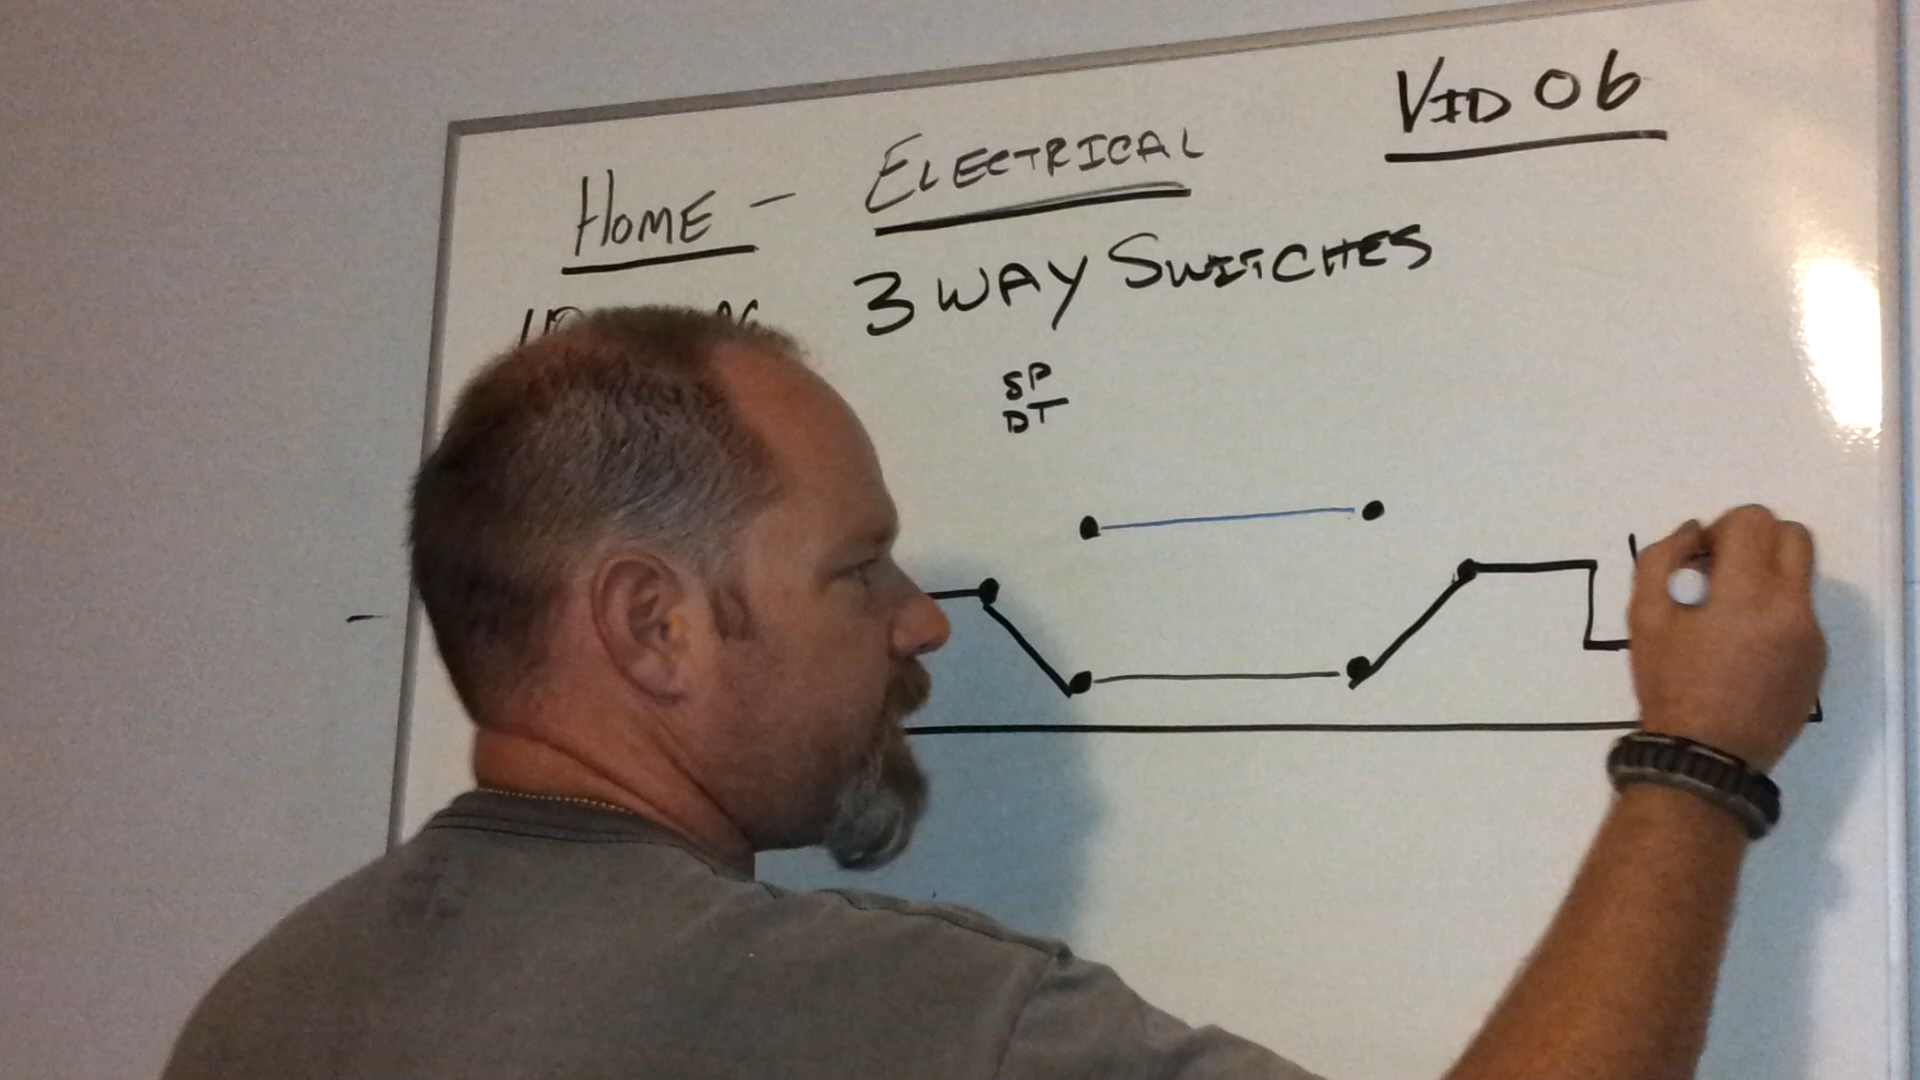 VID 06
HOME - ELECTRICAL
3 WAY SWITCHES
SP
DT